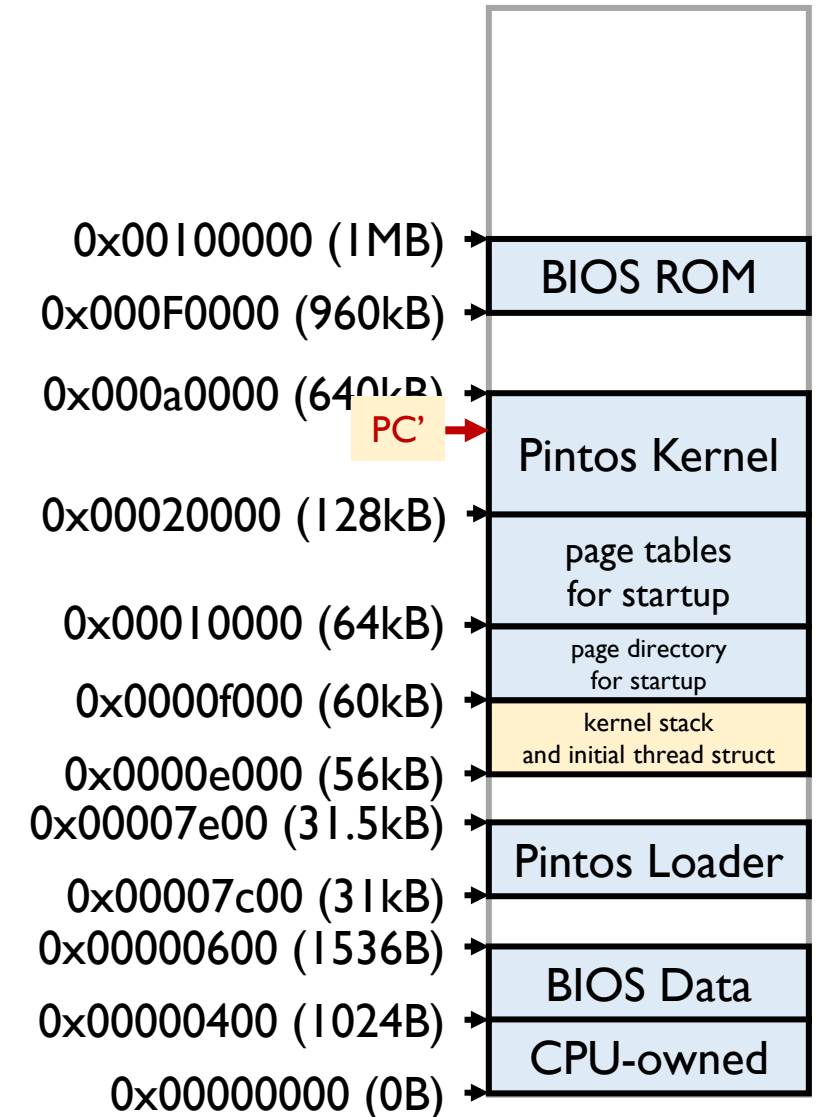 0x00100000 (1MB)
BIOS ROM
0x000F0000 (960kB)
0x000a0000 (640kB)
PC’
Pintos Kernel
0x00020000 (128kB)
page tables
for startup
0x00010000 (64kB)
page directory
for startup
0x0000f000 (60kB)
kernel stack
and initial thread struct
0x0000e000 (56kB)
0x00007e00 (31.5kB)
Pintos Loader
0x00007c00 (31kB)
0x00000600 (1536B)
BIOS Data
0x00000400 (1024B)
CPU-owned
0x00000000 (0B)